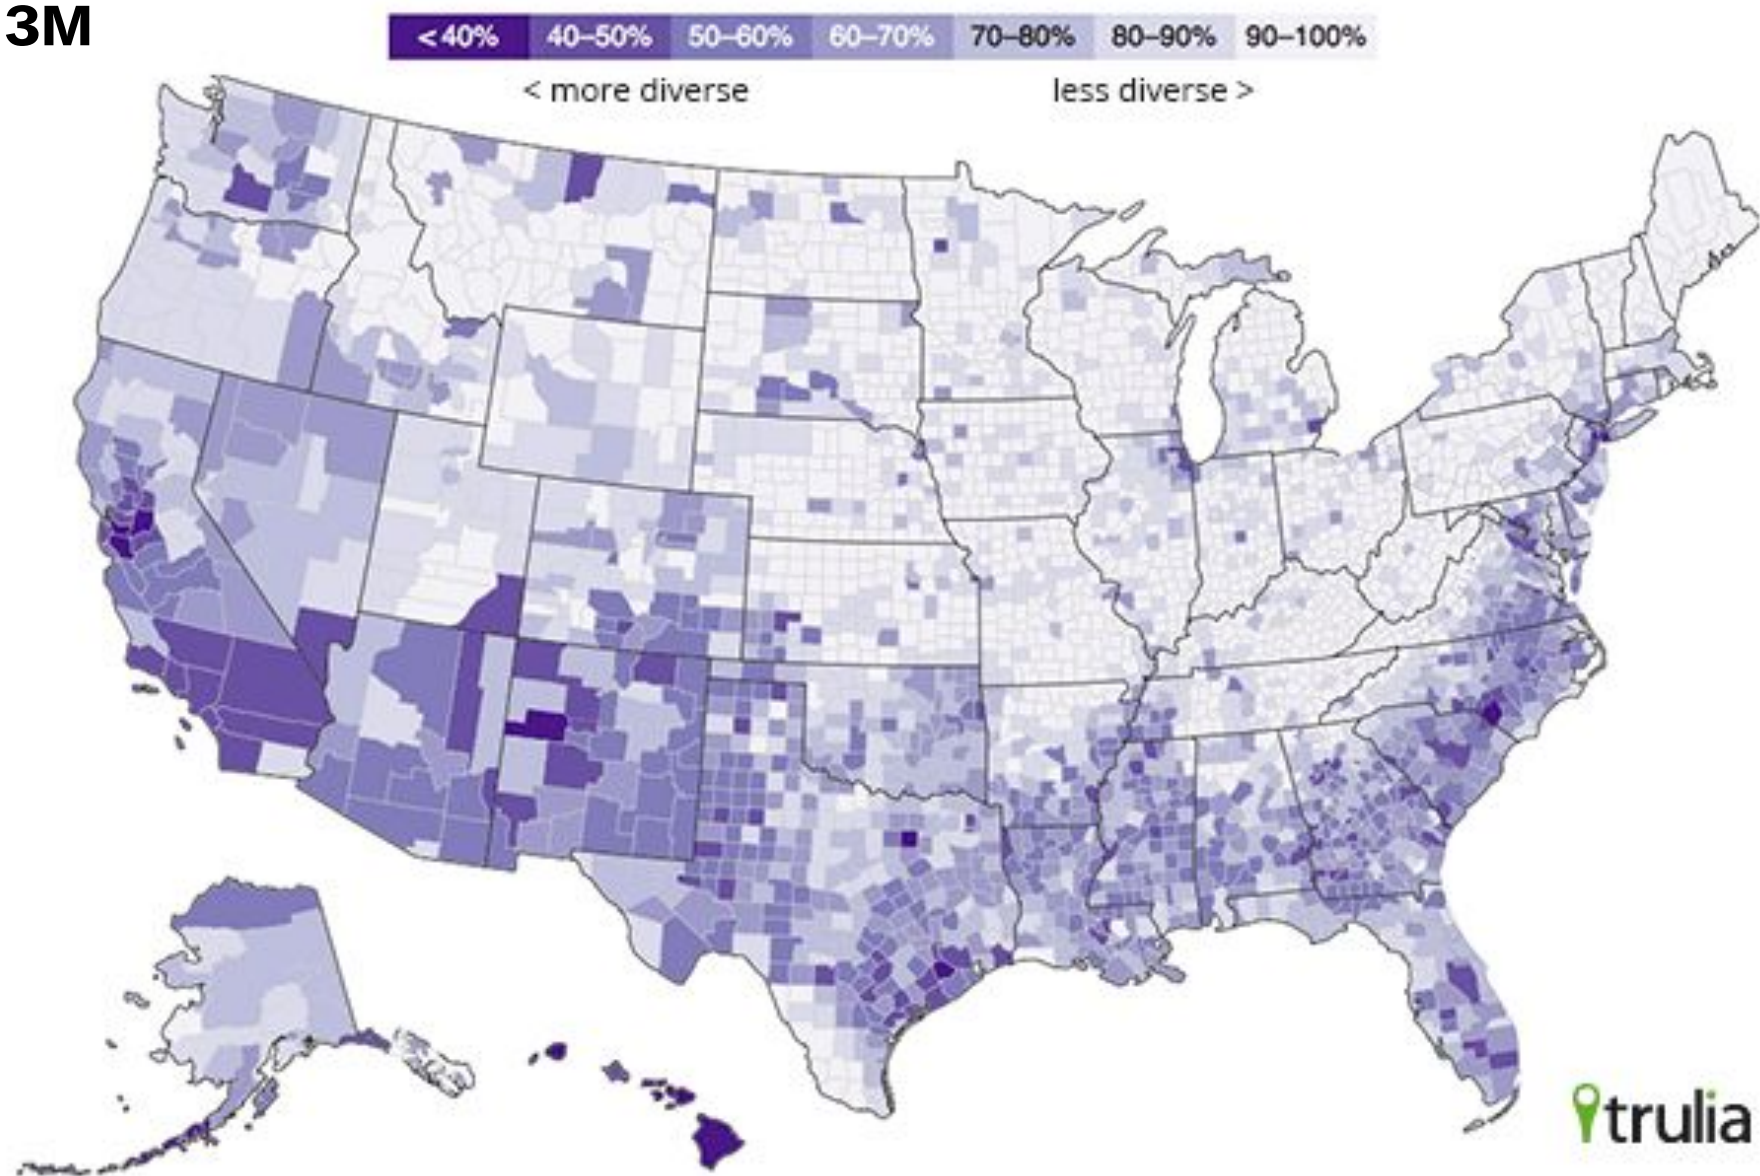 3M
<40% 40–50% 50–60% 60–70% 70–80% 80–90% 90–100%
< more diverse less diverse >
trulia